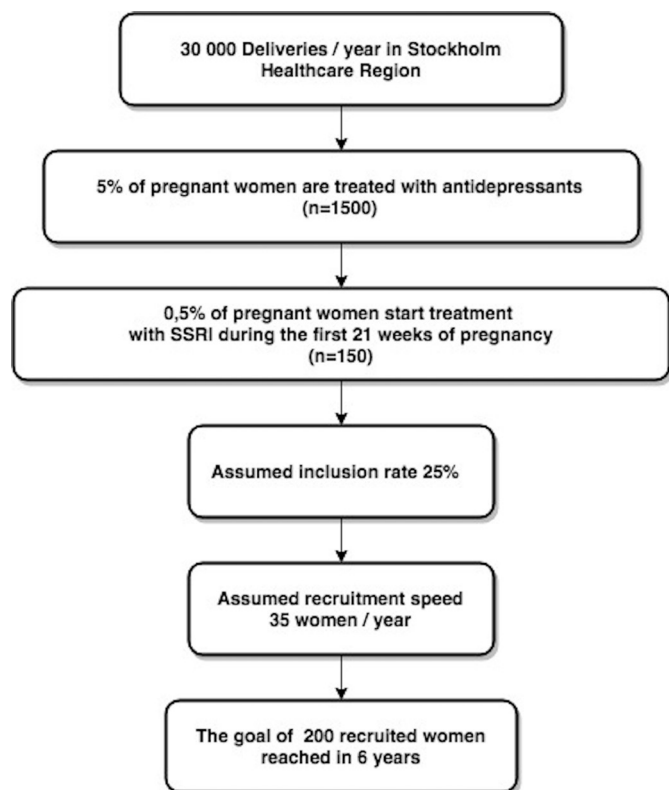 30 000 Deliveries / year in Stockholm
Healthcare Region
5% of pregnant women are treated with antidepressants
(n=1500)
0,5% of pregnant women start treatment
with SSRI during the first 21 weeks of pregnancy
(n=150)
Assumed inclusion rate 25%
Assumed recruitment speed
35 women / year
The goal of 200 recruited women
reached in 6 years